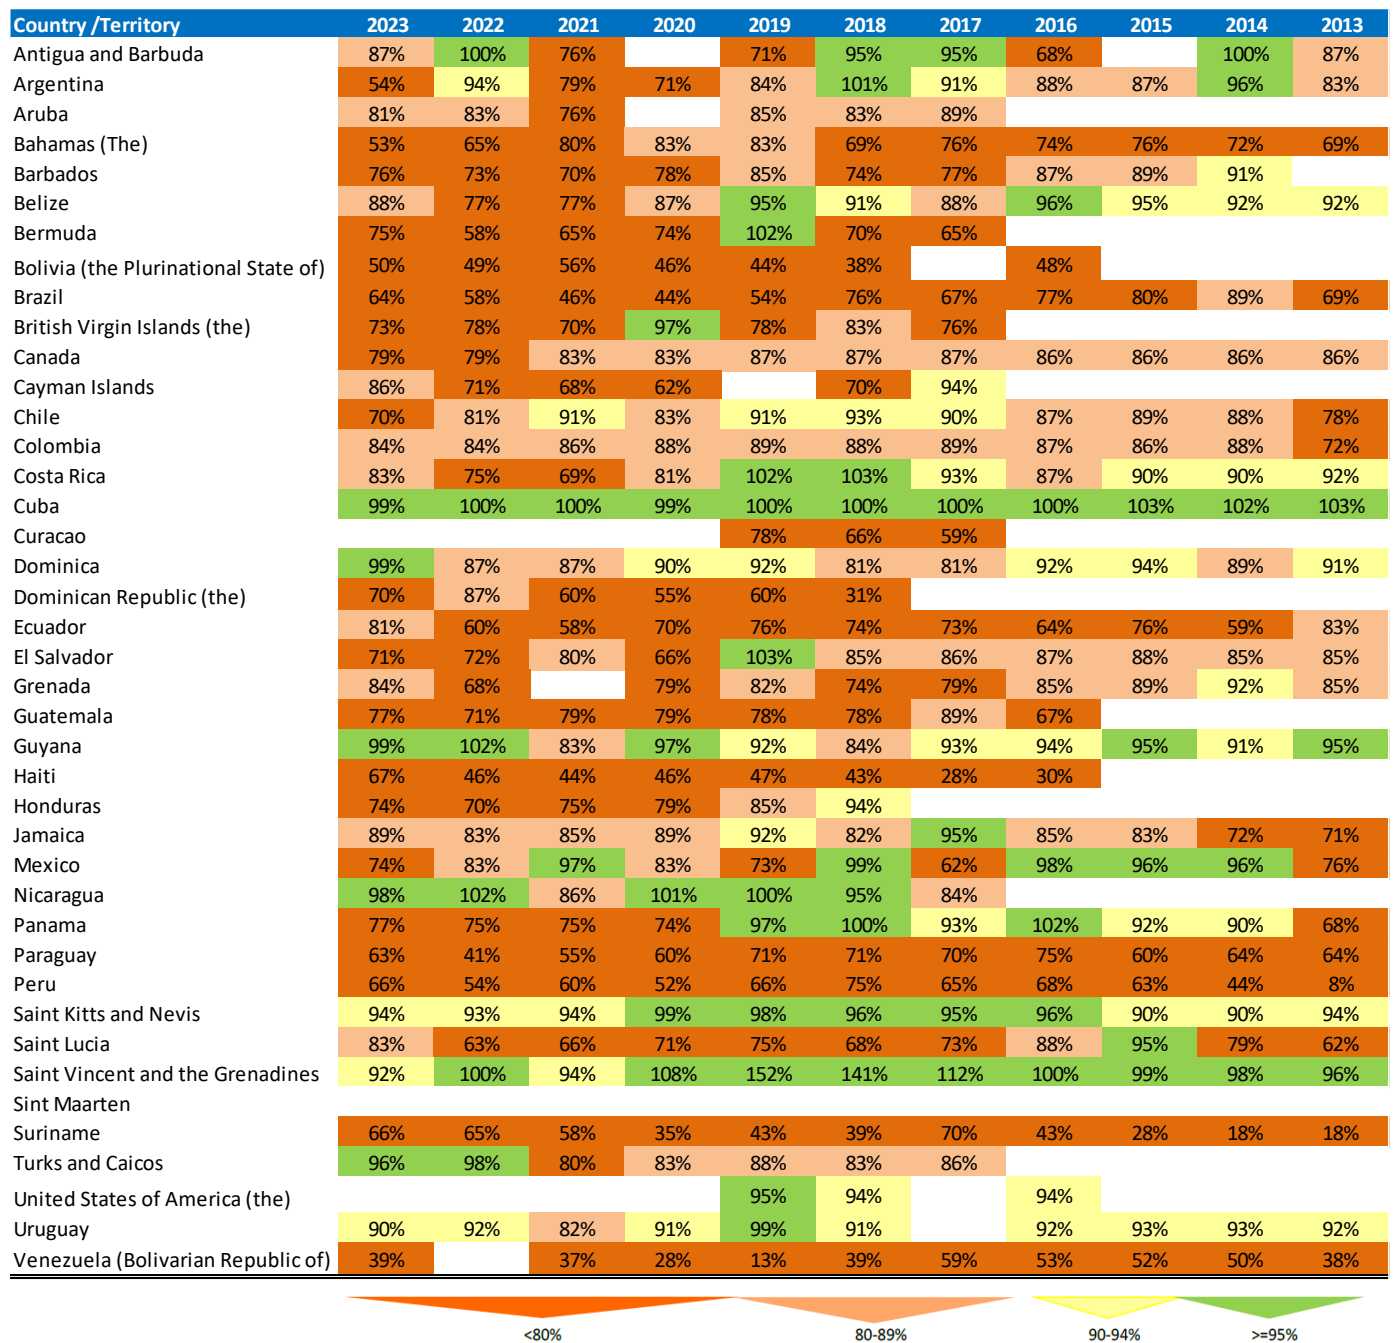 Country /Territory 2023 2022 2021 2020 2019 2018 2017 2016 2015 2014 2013
Antigua and Barbuda 87% 100% 76% 71% 95% 95% 68% 100% 87%
Argentina 54% 94% 79% 71% 84% 101% 91% 88% 87% 96% 83%
Aruba 81% 83% 76% 85% 83% 89%
Bahamas (The) 53% 65% 80% 83% 83% 69% 76% 74% 76% 72% 69%
Barbados 76% 73% 70% 78% 85% 74% 77% 87% 89% 91%
Belize 88% 77% 77% 87% 95% 91% 88% 96% 95% 92% 92%
Bermuda 75% 58% 65% 74% 102% 70% 65%
Bolivia (the Plurinational State of) 50% 49% 56% 46% 44% 38% 48%
Brazil 64% 58% 46% 44% 54% 76% 67% 77% 80% 89% 69%
British Virgin Islands (the) 73% 78% 70% 97% 78% 83% 76%
Canada 79% 79% 83% 83% 87% 87% 87% 86% 86% 86% 86%
Cayman Islands 86% 71% 68% 62% 70% 94%
Chile 70% 81% 91% 83% 91% 93% 90% 87% 89% 88% 78%
Colombia 84% 84% 86% 88% 89% 88% 89% 87% 86% 88% 72%
Costa Rica 83% 75% 69% 81% 102% 103% 93% 87% 90% 90% 92%
Cuba 99% 100% 100% 99% 100% 100% 100% 100% 103% 102% 103%
Curacao 78% 66% 59%
Dominica 99% 87% 87% 90% 92% 81% 81% 92% 94% 89% 91%
Dominican Republic (the) 70% 87% 60% 55% 60% 31%
Ecuador 81% 60% 58% 70% 76% 74% 73% 64% 76% 59% 83%
El Salvador 71% 72% 80% 66% 103% 85% 86% 87% 88% 85% 85%
Grenada 84% 68% 79% 82% 74% 79% 85% 89% 92% 85%
Guatemala 77% 71% 79% 79% 78% 78% 89% 67%
Guyana 99% 102% 83% 97% 92% 84% 93% 94% 95% 91% 95%
Haiti 67% 46% 44% 46% 47% 43% 28% 30%
Honduras 74% 70% 75% 79% 85% 94%
Jamaica 89% 83% 85% 89% 92% 82% 95% 85% 83% 72% 71%
Mexico 74% 83% 97% 83% 73% 99% 62% 98% 96% 96% 76%
Nicaragua 98% 102% 86% 101% 100% 95% 84%
Panama 77% 75% 75% 74% 97% 100% 93% 102% 92% 90% 68%
Paraguay 63% 41% 55% 60% 71% 71% 70% 75% 60% 64% 64%
Peru 66% 54% 60% 52% 66% 75% 65% 68% 63% 44% 8%
Saint Kitts and Nevis 94% 93% 94% 99% 98% 96% 95% 96% 90% 90% 94%
Saint Lucia 83% 63% 66% 71% 75% 68% 73% 88% 95% 79% 62%
Saint Vincent and the Grenadines 92% 100% 94% 108% 152% 141% 112% 100% 99% 98% 96%
Sint Maarten
Suriname 66% 65% 58% 35% 43% 39% 70% 43% 28% 18% 18%
Turks and Caicos 96% 98% 80% 83% 88% 83% 86%
United States of America (the) 95% 94% 94%
Uruguay 90% 92% 82% 91% 99% 91% 92% 93% 93% 92%
Venezuela (Bolivarian Republic of) 39% 37% 28% 13% 39% 59% 53% 52% 50% 38%
<80% 80-89% 90-94% >=95%